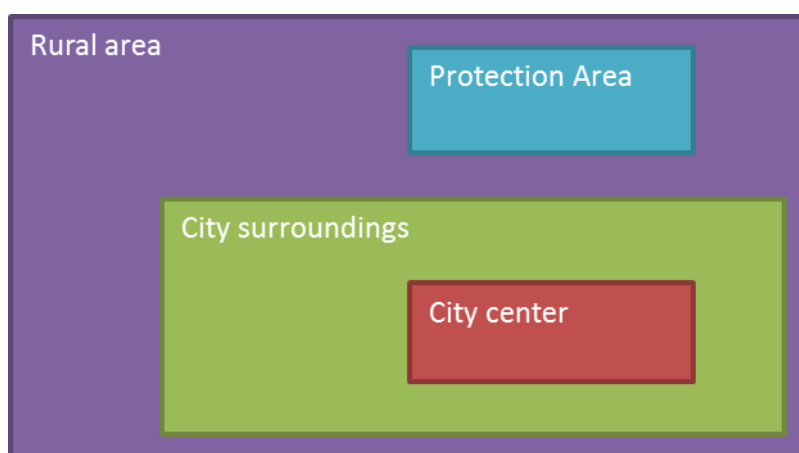 Rural area
Protection Area
City surroundings
City center